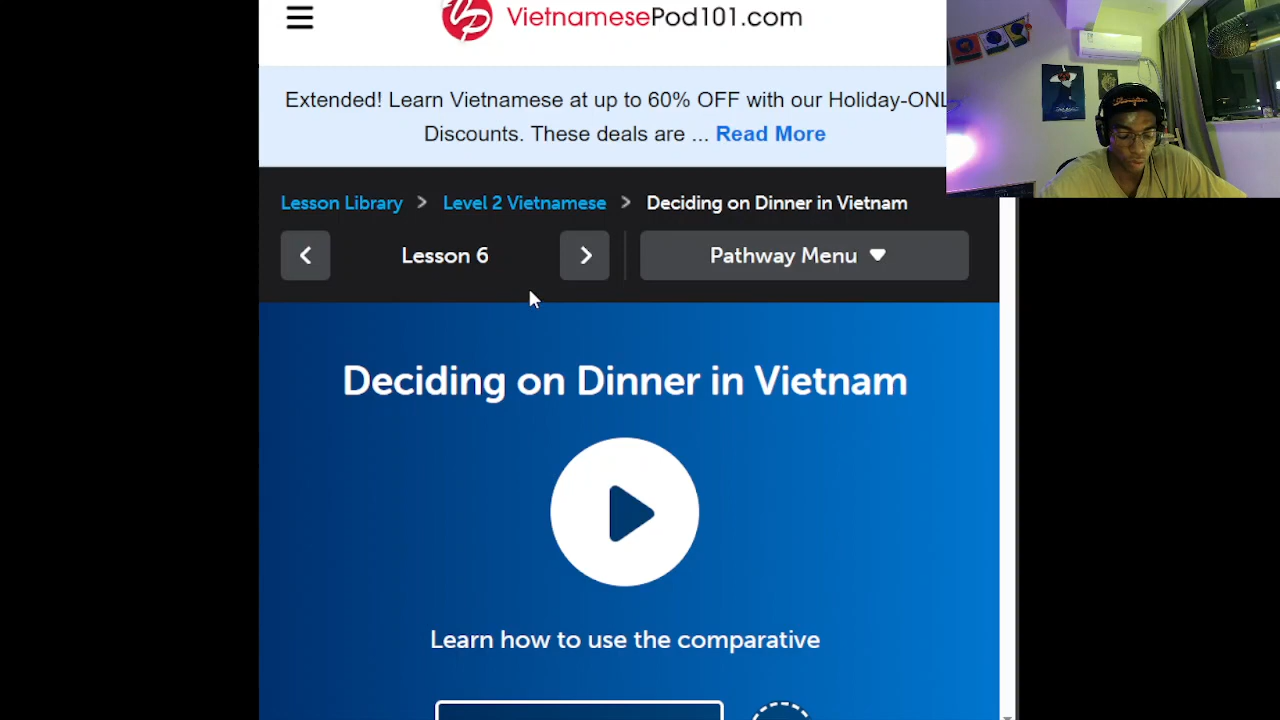 VietnamesePod101.com
Extended! Learn Vietnamese at up to 60% OFF with our Holiday-ONL
Discounts. These deals are ... Read More
Lesson Library > Level 2 Vietnamese > Deciding on Dinner in Vietnam
Lesson 6
Pathway Menu
Deciding on Dinner in Vietnam
Learn how to use the comparative